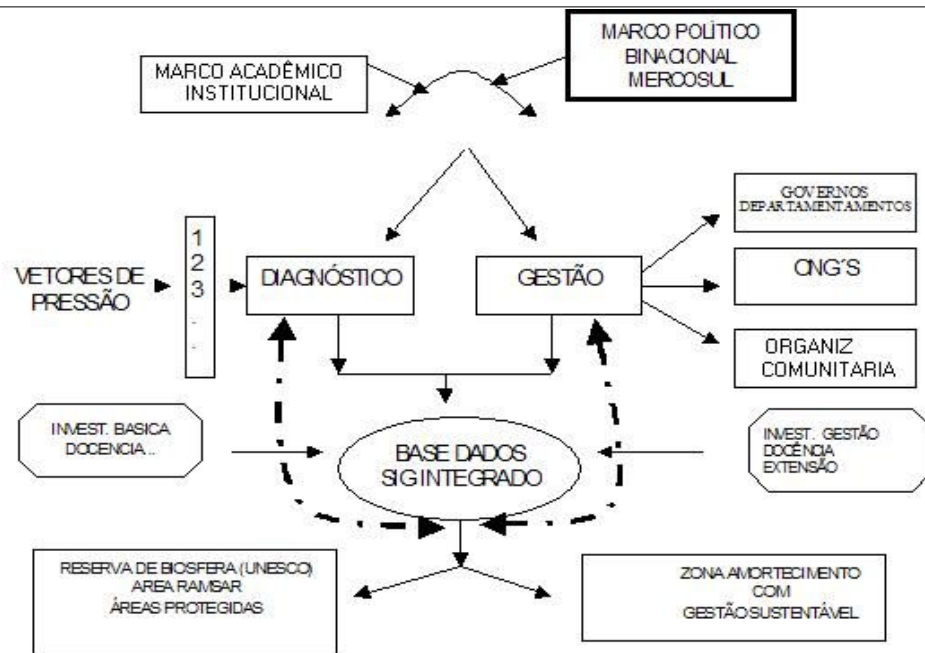 MARCO POLÍTICO
BINACIONAL
MERCOSUL
MARCO ACADÊMICO
INSTITUCIONAL
GOVERNOS
DEPARTAMENTAMENTOS
1
2
3
.
.
VETORES DE
PRESSÃO
DIAGNÓSTICO
GESTÃO
ONG´S
ORGANIZ
COMUNITARIA
INVEST. BASICA
DOCENCIA ..
BASE DADOS
SIG INTEGRADO
INVEST. GESTÃO
DOCÊNCIA
EXTENSÃO
RESERVA DE BIOSFERA (UNESCO)
AREA RAMSAR
ÁREAS PROTEGIDAS
ZONA AMORTECIMENTO
COM
GESTÃO SUSTENTÁVEL